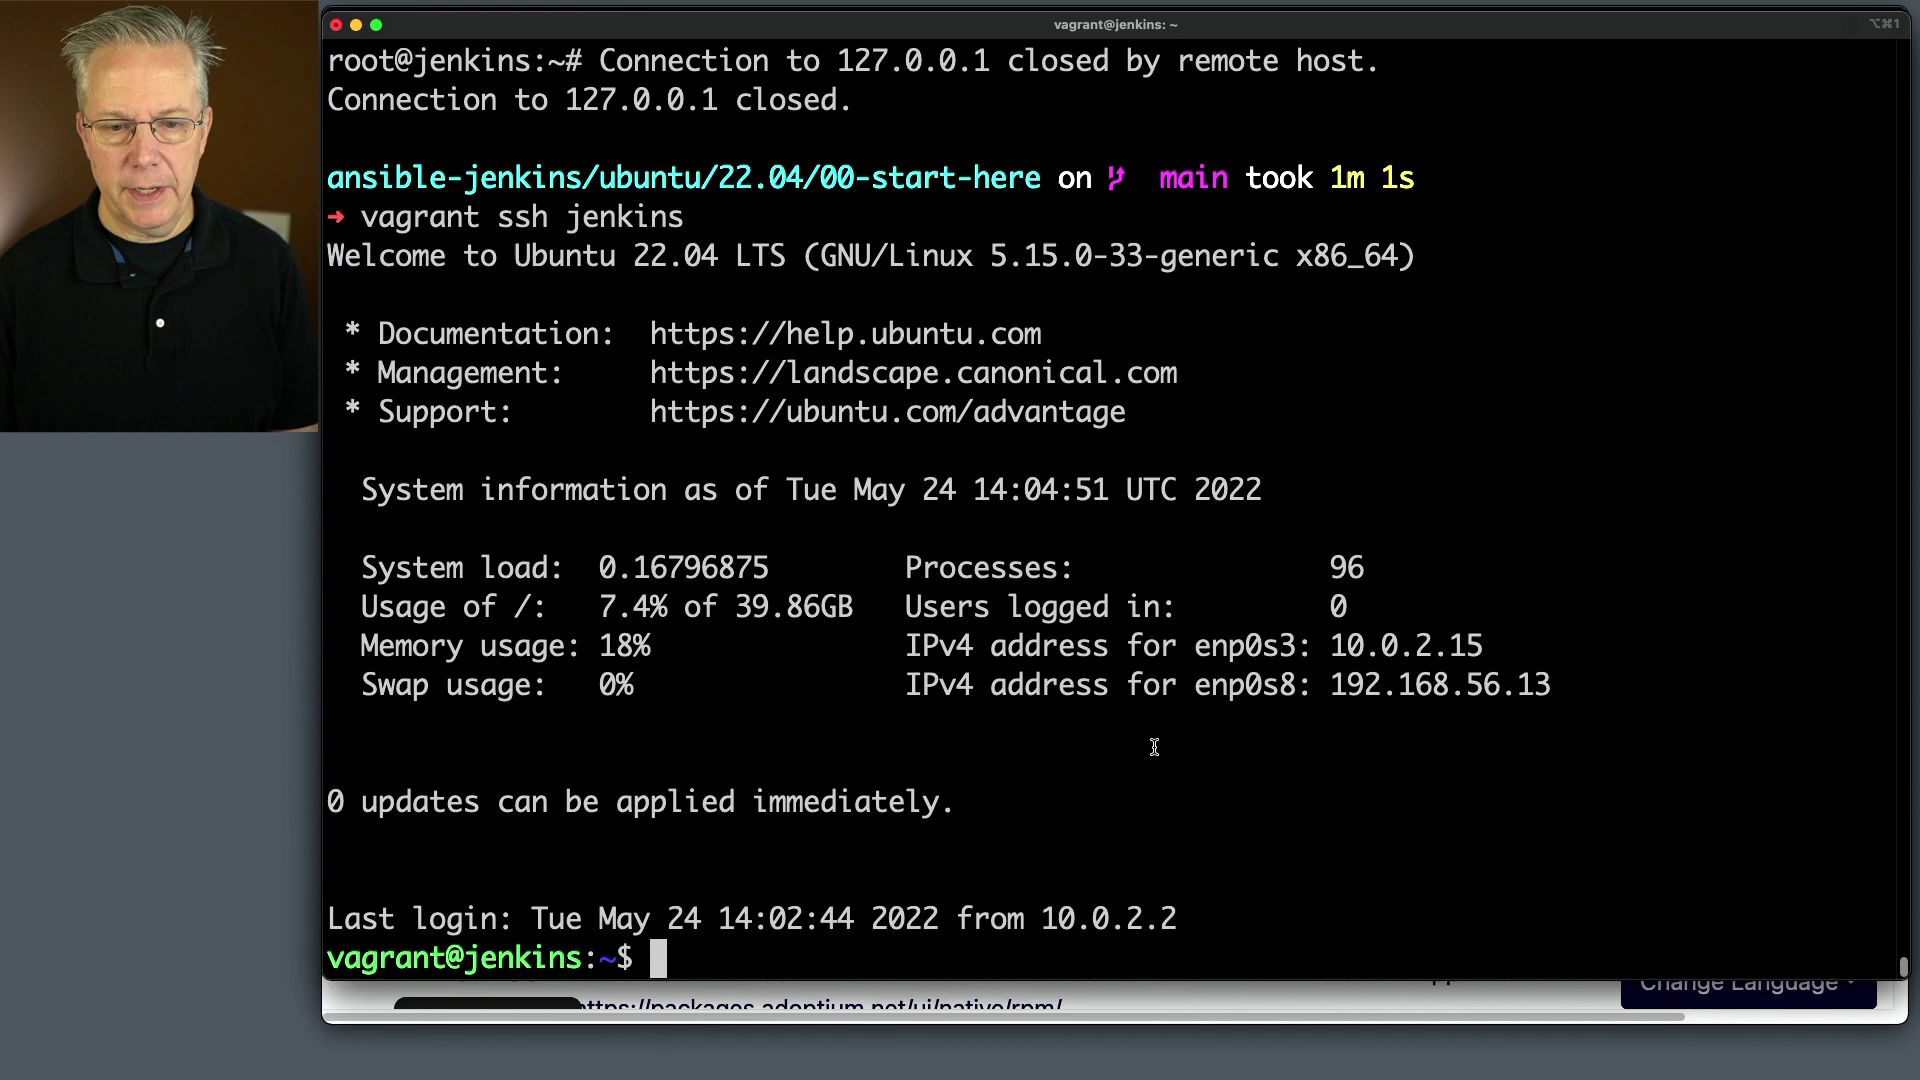 vagrant@jenkins: ~
⌥⌘1
root@jenkins:~# Connection to 127.0.0.1 closed by remote host.
Connection to 127.0.0.1 closed.
ansible-jenkins/ubuntu/22.04/00-start-here on main took 1m 1s
➜ vagrant ssh jenkins
Welcome to Ubuntu 22.04 LTS (GNU/Linux 5.15.0-33-generic x86_64)
* Documentation: https://help.ubuntu.com
* Management: https://landscape.canonical.com
* Support: https://ubuntu.com/advantage
System information as of Tue May 24 14:04:51 UTC 2022
System load: 0.16796875 Processes: 96
Usage of /: 7.4% of 39.86GB Users logged in: 0
Memory usage: 18% IPv4 address for enp0s3: 10.0.2.15
Swap usage: 0% IPv4 address for enp0s8: 192.168.56.13
0 updates can be applied immediately.
Last login: Tue May 24 14:02:44 2022 from 10.0.2.2
vagrant@jenkins:~$
Change Language
https://packages.adoptium.net/ui/native/rpm/